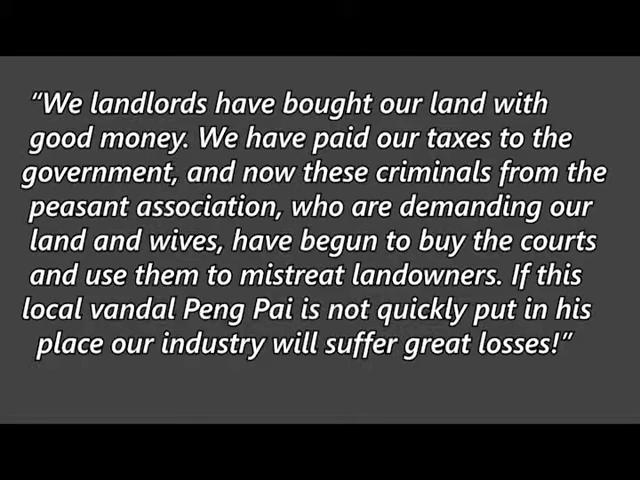 “We landlords have bought our land with
good money. We have paid our taxes to the
government, and now these criminals from the
peasant association, who are demanding our
land and wives, have begun to buy the courts
and use them to mistreat landowners. If this
local vandal Peng Pai is not quickly put in his
place our industry will suffer great losses!”